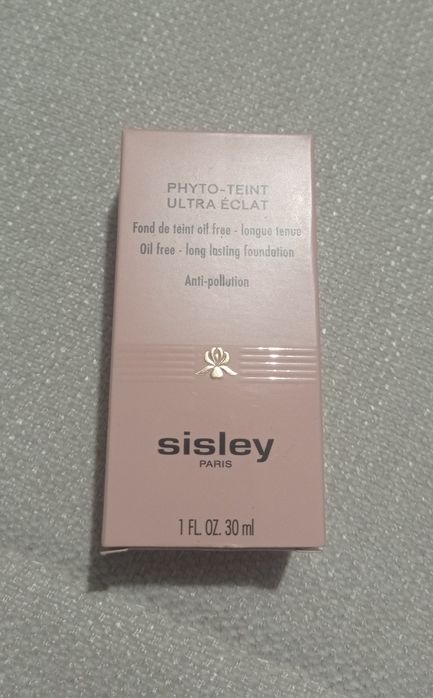 PHYTO-TEINT
ULTRA ÉCLAT
Fond de teint oil free - longue tenue
Oil free - long lasting foundation
Anti-pollution
sisley
PARIS
1 FL. OZ. 30 ml